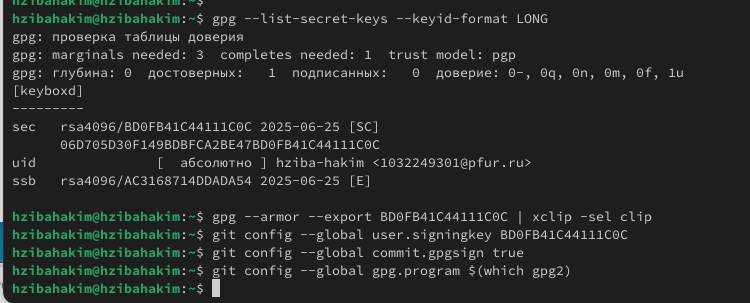 hzibahakim@hzibahakim:~$
hzibahakim@hzibahakim:~$ gpg --list-secret-keys --keyid-format LONG
gpg: проверка таблицы доверия
gpg: marginals needed: 3  completes needed: 1  trust model: pgp
gpg: глубина: 0  достоверных:   1  подписанных:   0  доверие: 0-, 0q, 0n, 0m, 0f, 1u
[keyboxd]
---------
sec   rsa4096/BD0FB41C44111C0C 2025-06-25 [SC]
      06D705D30F149BDBFCA2BE47BD0FB41C44111C0C
uid               [  абсолютно ] hziba-hakim <1032249301@pfur.ru>
ssb   rsa4096/AC3168714DDADA54 2025-06-25 [E]
hzibahakim@hzibahakim:~$ gpg --armor --export BD0FB41C44111C0C | xclip -sel clip
hzibahakim@hzibahakim:~$ git config --global user.signingkey BD0FB41C44111C0C
hzibahakim@hzibahakim:~$ git config --global commit.gpgsign true
hzibahakim@hzibahakim:~$ git config --global gpg.program $(which gpg2)
hzibahakim@hzibahakim:~$